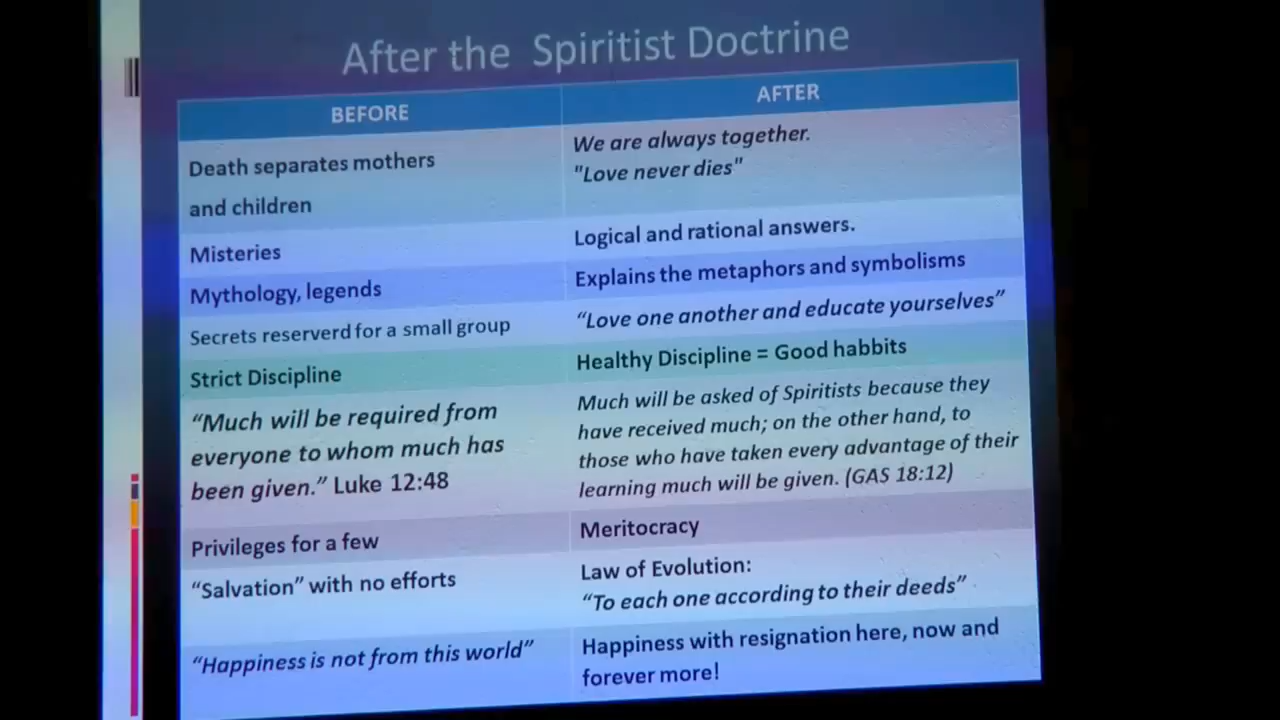 After the Spiritist Doctrine
BEFORE
AFTER
Death separates mothers
and children
We are always together.
"Love never dies"
Misteries
Logical and rational answers.
Mythology, legends
Explains the metaphors and symbolisms
Secrets reserverd for a small group
“Love one another and educate yourselves”
Strict Discipline
Healthy Discipline = Good habbits
“Much will be required from
everyone to whom much has
been given.” Luke 12:48
Much will be asked of Spiritists because they
have received much; on the other hand, to
those who have taken every advantage of their
learning much will be given. (GAS 18:12)
Privileges for a few
Meritocracy
“Salvation” with no efforts
Law of Evolution:
“To each one according to their deeds”
“Happiness is not from this world”
Happiness with resignation here, now and
forever more!